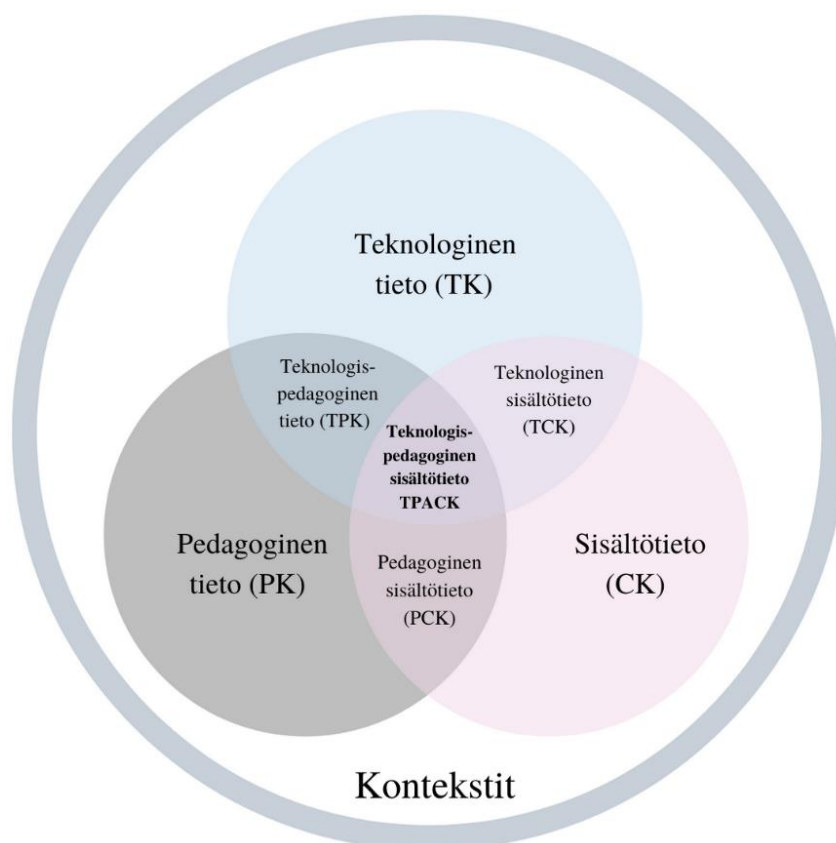 Teknologinen
tieto (TK)
Teknologis-
pedagoginen
tieto (TPK)
Teknologinen
sisältötieto
(TCK)
Teknologis-
pedagoginen
sisältötieto
TPACK
Pedagoginen
tieto (PK)
Pedagoginen
sisältötieto
(PCK)
Sisältötieto
(CK)
Kontekstit